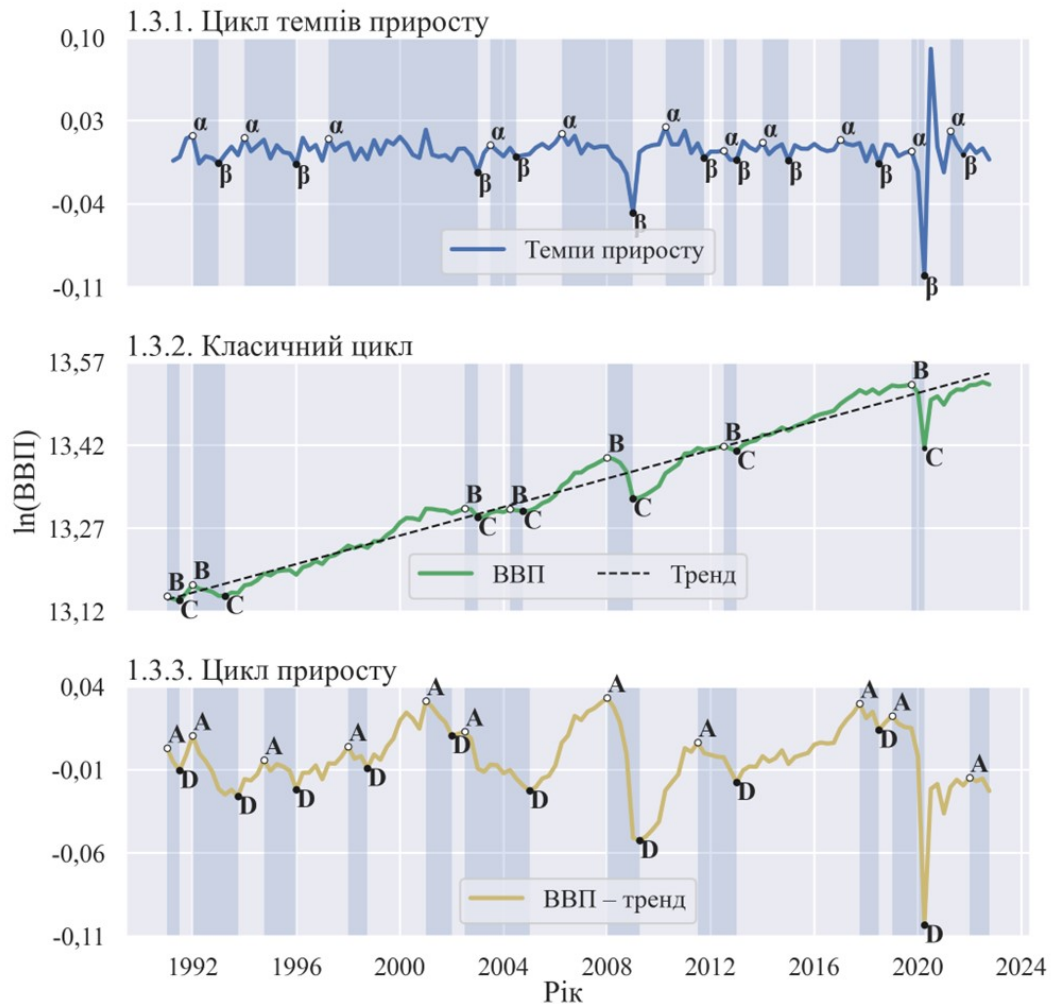 1.3.1. Цикл темпів приросту
0,10
0,03
-0,04
-0,11
α α α α α α α α α α α
β β β β β β β β β β β
Темпи приросту
1.3.2. Класичний цикл
13,57
13,42
13,27
13,12
ln(ВВП)
B B B B B B B
C C C C C C C
ВВП Тренд
1.3.3. Цикл приросту
0,04
-0,01
-0,06
-0,11
A A A A A A A A A A A
D D D D D D D D D D
ВВП – тренд
1992 1996 2000 2004 2008 2012 2016 2020 2024
Рік